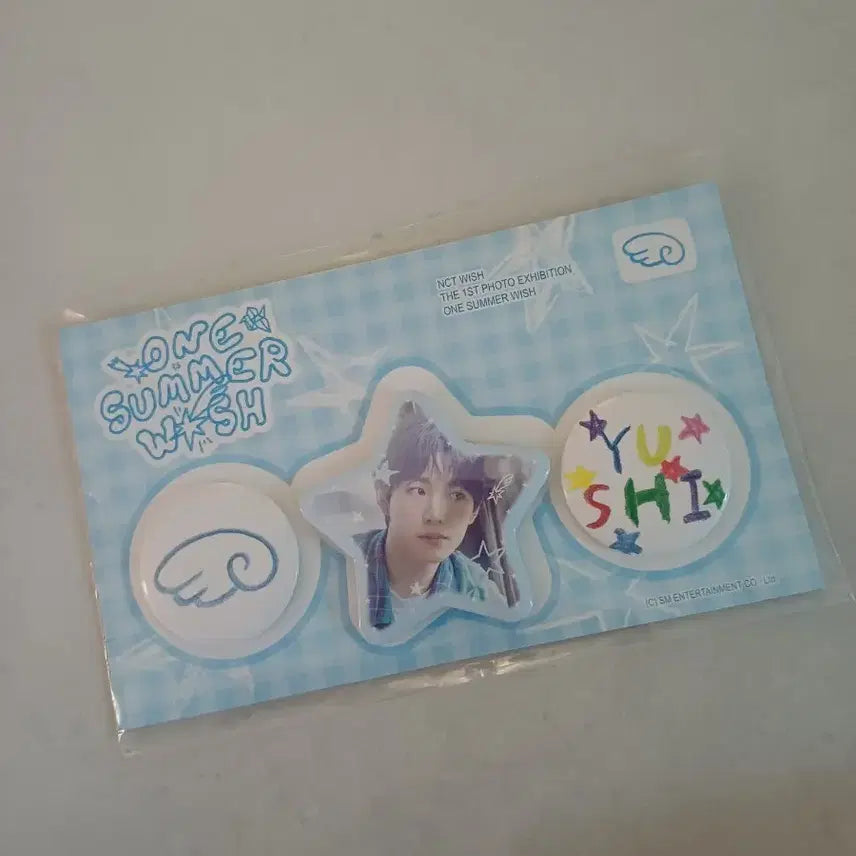 NCT WISH
THE 1ST PHOTO EXHIBITION
ONE SUMMER WISH
ONE
SUMMER
WISH
YU
SHI
(C) SM ENTERTAINMENT CO., Ltd